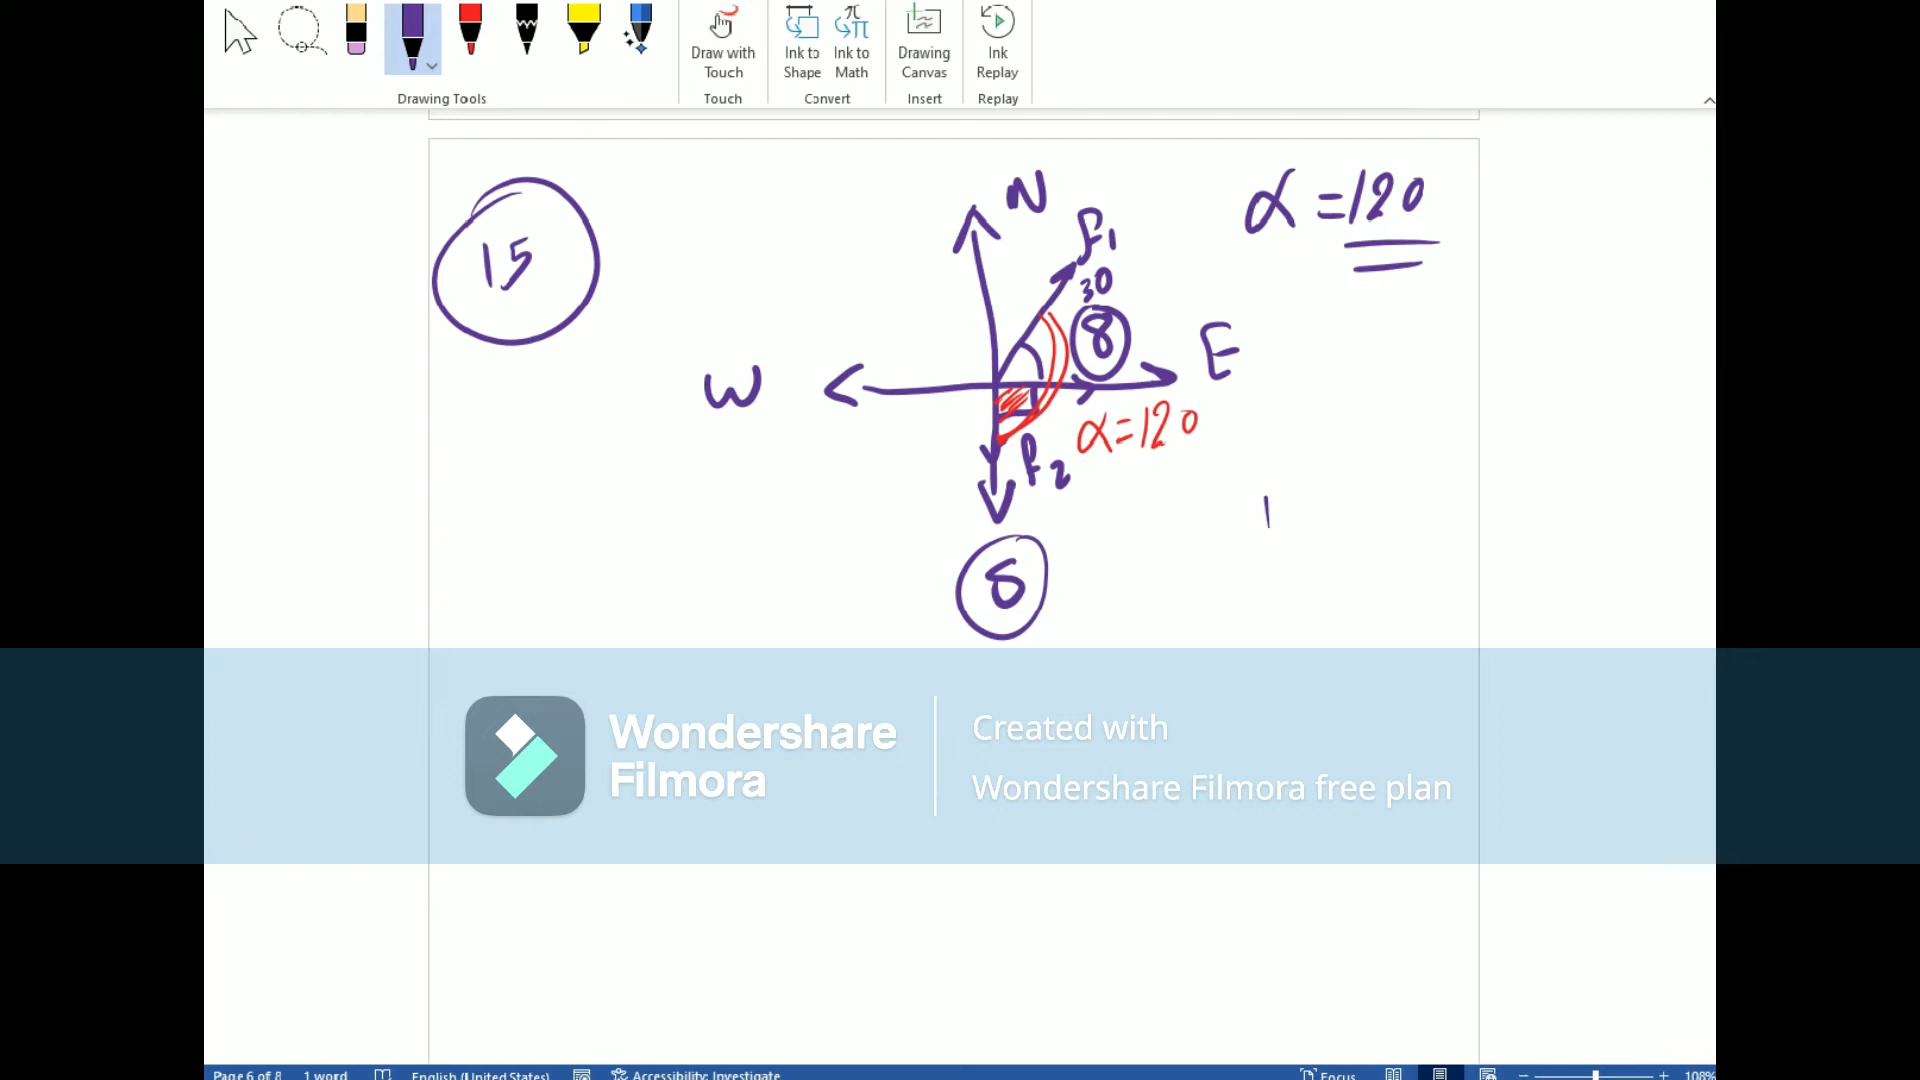 Draw with Touch
Ink to Shape
Ink to Math
Drawing Canvas
Ink Replay
Drawing Tools
Touch
Convert
Insert
Replay
15
N
F1
30
8
α = 120
W
E
α = 120
F2
8
Wondershare
Filmora
Created with
Wondershare Filmora free plan
Page 6 of 8
1 word
English (United States)
Accessibility: Investigate
Focus
108%